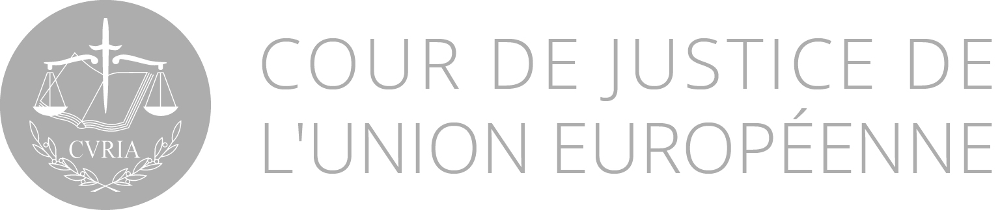 CVRIA
COUR DE JUSTICE DE
L'UNION EUROPÉENNE